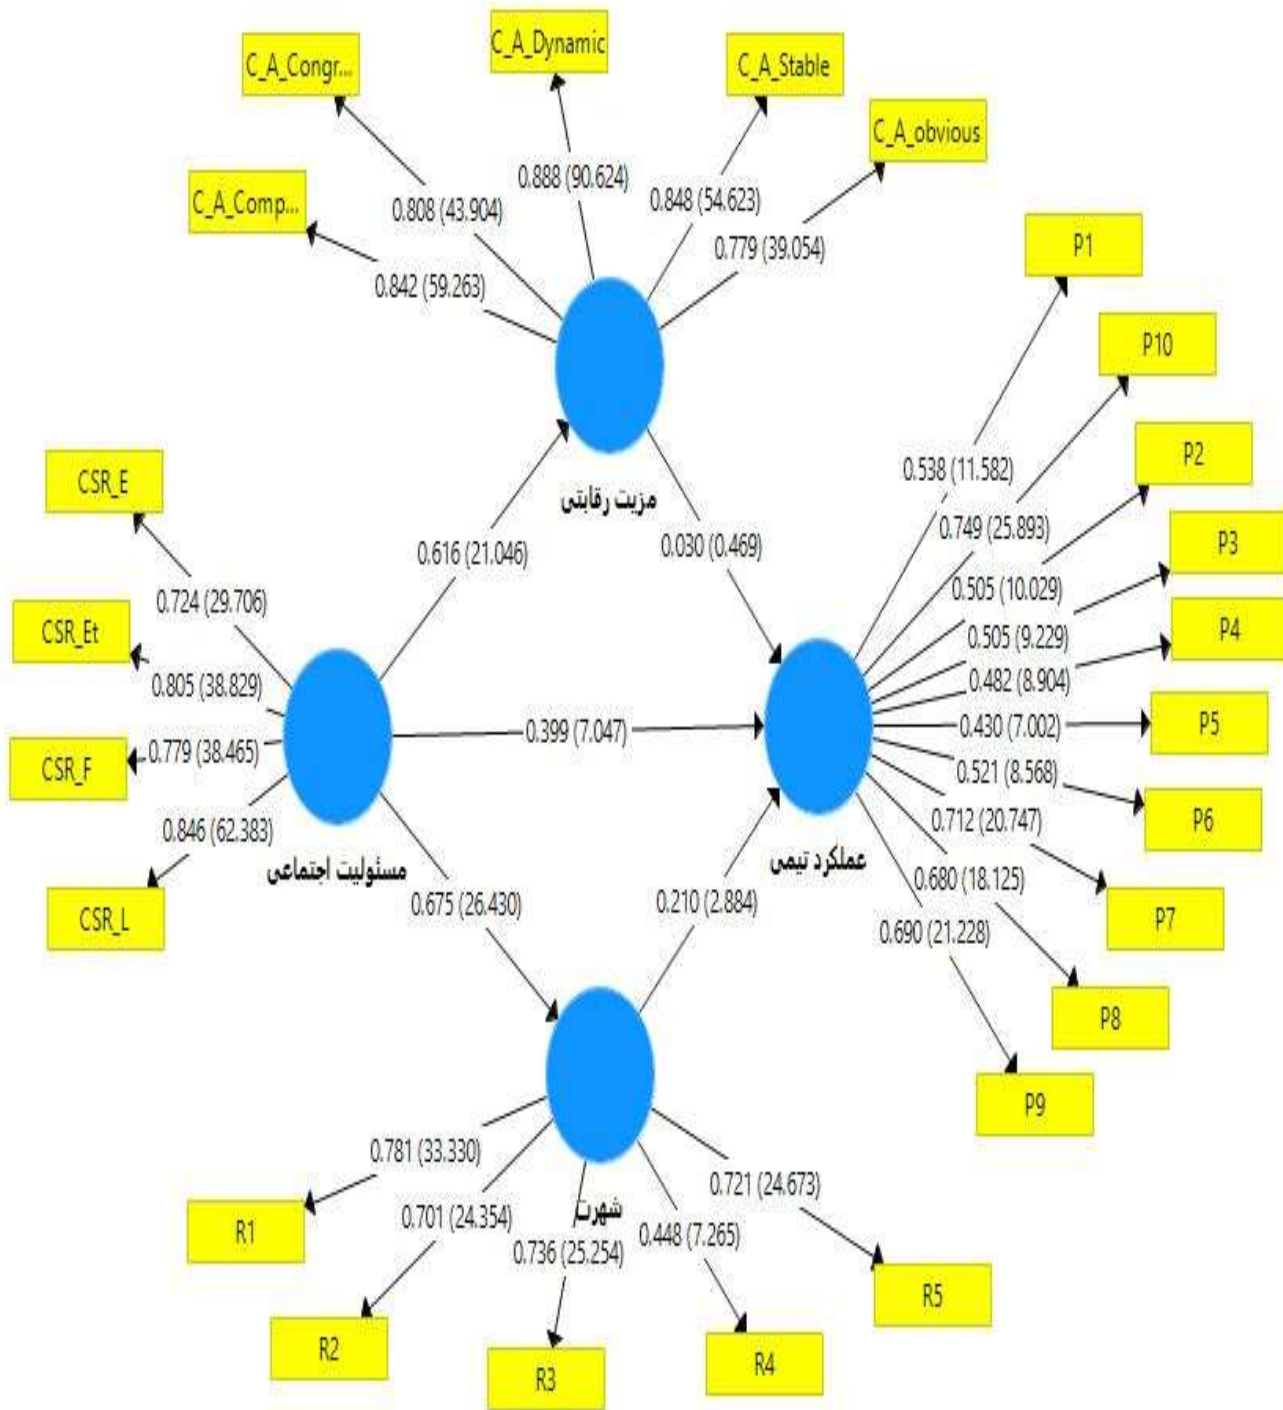 C_A_Dynamic
C_A_Congr...
C_A_Stable
C_A_obvious
C_A_Comp...
0.888 (90.624)
0.848 (54.623)
0.808 (43.904)
0.779 (39.054)
0.842 (59.263)
P1
P10
P2
P3
P4
P5
P6
P7
P8
P9
0.538 (11.582)
0.749 (25.893)
0.505 (10.029)
0.505 (9.229)
0.482 (8.904)
0.430 (7.002)
0.521 (8.568)
0.712 (20.747)
0.680 (18.125)
0.690 (21.228)
مزیت رقابتی
0.616 (21.046)
0.030 (0.469)
CSR_E
CSR_Et
CSR_F
CSR_L
0.724 (29.706)
0.805 (38.829)
0.779 (38.465)
0.846 (62.383)
0.399 (7.047)
مسئولیت اجتماعی
عملکرد تیمی
0.675 (26.430)
0.210 (2.884)
شهرت
0.781 (33.330)
0.701 (24.354)
0.736 (25.254)
0.448 (7.265)
0.721 (24.673)
R1
R2
R3
R4
R5